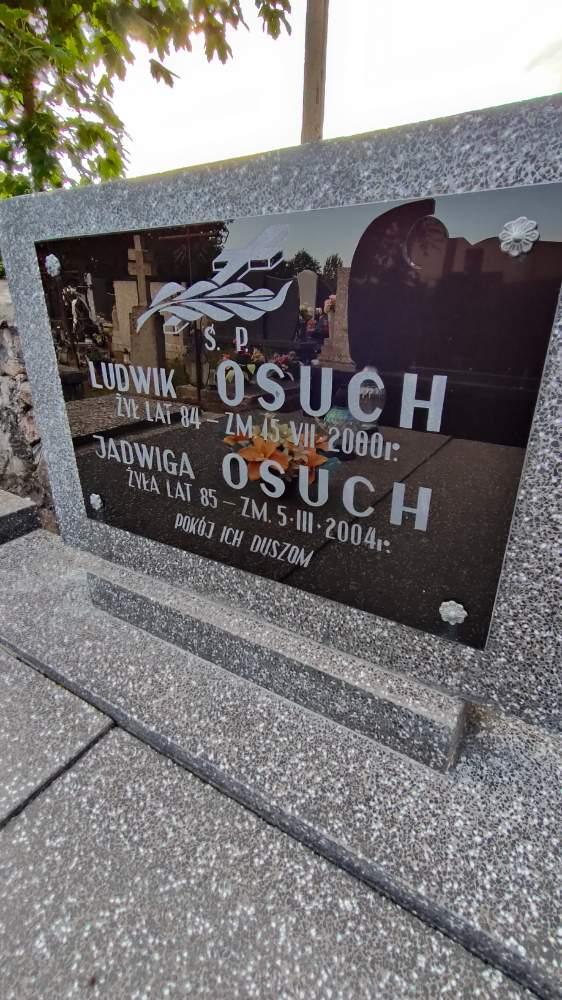 Ś. P.
LUDWIK OSUCH
ŻYŁ LAT 84 – ZM. 15. VII 2000r.
JADWIGA OSUCH
ŻYŁA LAT 85 – ZM. 5·III·2004r.
POKÓJ ICH DUSZOM